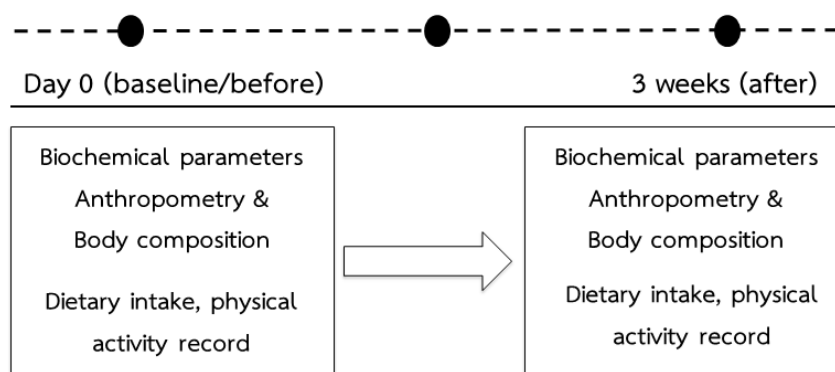 Day 0 (baseline/before)
3 weeks (after)
Biochemical parameters
Anthropometry &
Body composition
Dietary intake, physical
activity record
Biochemical parameters
Anthropometry &
Body composition
Dietary intake, physical
activity record